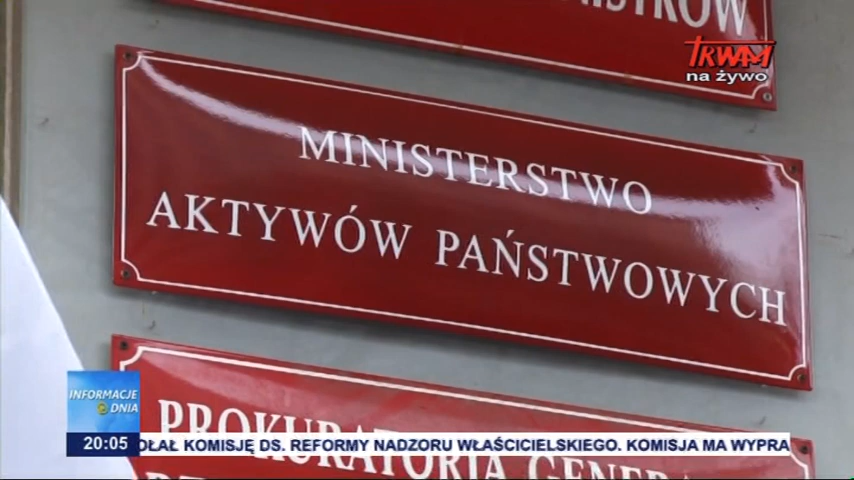 TRWAM
na żywo
MINISTERSTWO
AKTYWÓW PAŃSTWOWYCH
INFORMACJE
DNIA
20:05
KOMISJĘ DS. REFORMY NADZORU WŁAŚCICIELSKIEGO. KOMISJA MA